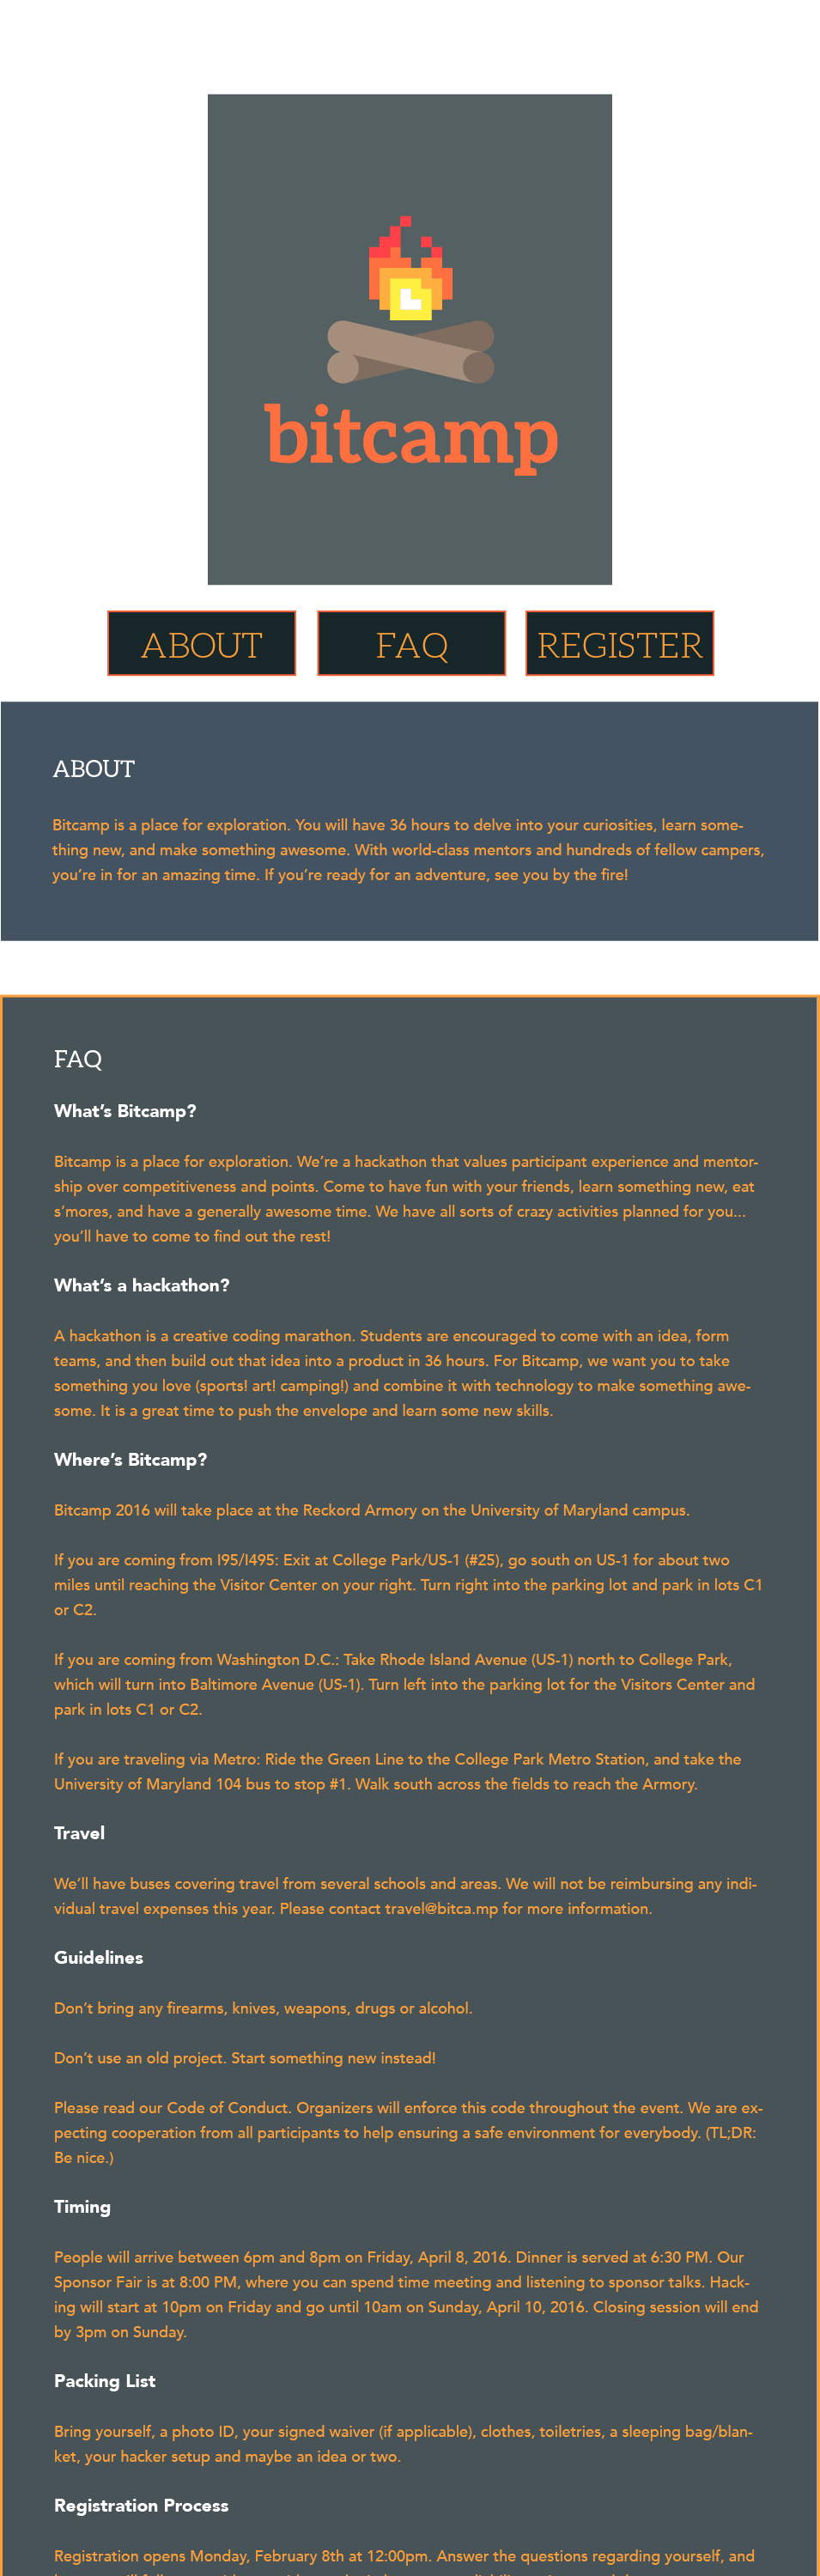 bitcamp
ABOUT
FAQ
REGISTER
ABOUT
Bitcamp is a place for exploration. You will have 36 hours to delve into your curiosities, learn some-
thing new, and make something awesome. With world-class mentors and hundreds of fellow campers,
you’re in for an amazing time. If you’re ready for an adventure, see you by the fire!
FAQ
What’s Bitcamp?
Bitcamp is a place for exploration. We’re a hackathon that values participant experience and mentor-
ship over competitiveness and points. Come to have fun with your friends, learn something new, eat
s’mores, and have a generally awesome time. We have all sorts of crazy activities planned for you...
you’ll have to come to find out the rest!
What’s a hackathon?
A hackathon is a creative coding marathon. Students are encouraged to come with an idea, form
teams, and then build out that idea into a product in 36 hours. For Bitcamp, we want you to take
something you love (sports! art! camping!) and combine it with technology to make something awe-
some. It is a great time to push the envelope and learn some new skills.
Where’s Bitcamp?
Bitcamp 2016 will take place at the Reckord Armory on the University of Maryland campus.
If you are coming from I95/I495: Exit at College Park/US-1 (#25), go south on US-1 for about two
miles until reaching the Visitor Center on your right. Turn right into the parking lot and park in lots C1
or C2.
If you are coming from Washington D.C.: Take Rhode Island Avenue (US-1) north to College Park,
which will turn into Baltimore Avenue (US-1). Turn left into the parking lot for the Visitors Center and
park in lots C1 or C2.
If you are traveling via Metro: Ride the Green Line to the College Park Metro Station, and take the
University of Maryland 104 bus to stop #1. Walk south across the fields to reach the Armory.
Travel
We’ll have buses covering travel from several schools and areas. We will not be reimbursing any indi-
vidual travel expenses this year. Please contact travel@bitca.mp for more information.
Guidelines
Don’t bring any firearms, knives, weapons, drugs or alcohol.
Don’t use an old project. Start something new instead!
Please read our Code of Conduct. Organizers will enforce this code throughout the event. We are ex-
pecting cooperation from all participants to help ensuring a safe environment for everybody. (TL;DR:
Be nice.)
Timing
People will arrive between 6pm and 8pm on Friday, April 8, 2016. Dinner is served at 6:30 PM. Our
Sponsor Fair is at 8:00 PM, where you can spend time meeting and listening to sponsor talks. Hack-
ing will start at 10pm on Friday and go until 10am on Sunday, April 10, 2016. Closing session will end
by 3pm on Sunday.
Packing List
Bring yourself, a photo ID, your signed waiver (if applicable), clothes, toiletries, a sleeping bag/blan-
ket, your hacker setup and maybe an idea or two.
Registration Process
Registration opens Monday, February 8th at 12:00pm. Answer the questions regarding yourself, and